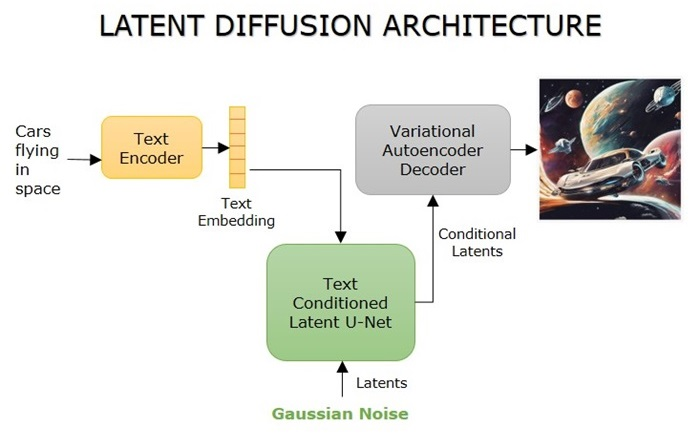 LATENT DIFFUSION ARCHITECTURE
Cars
flying
in
space
Text
Encoder
Text
Embedding
Variational
Autoencoder
Decoder
Conditional
Latents
Text
Conditioned
Latent U-Net
Latents
Gaussian Noise